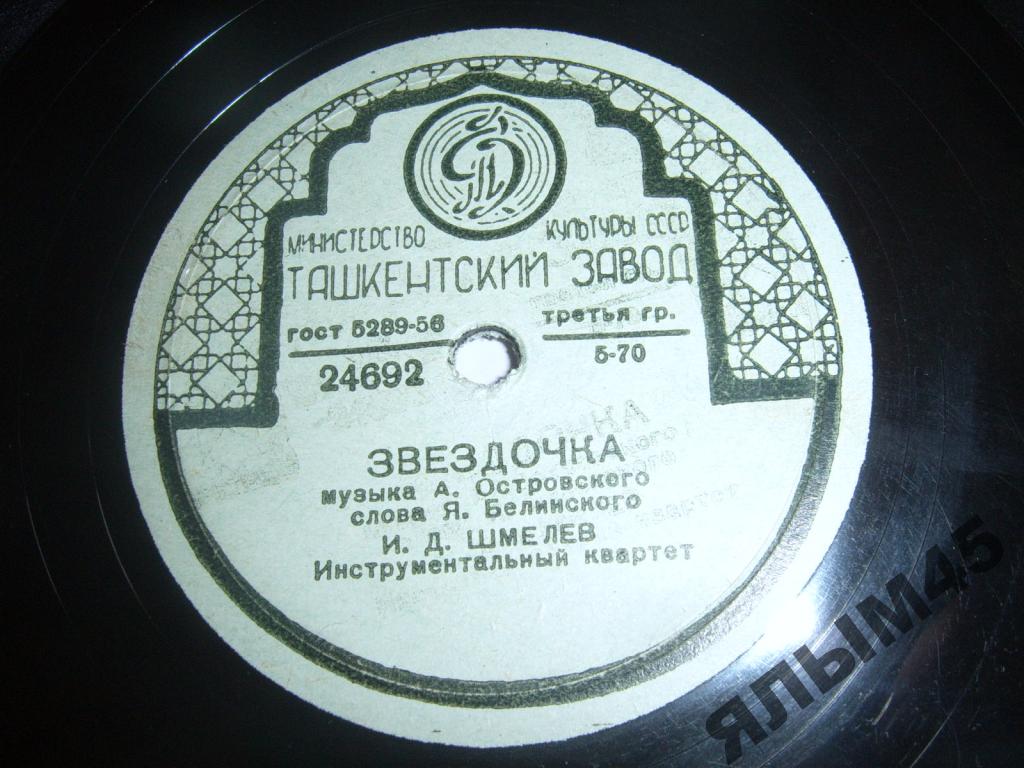 МИНИСТЕРСТВО КУЛЬТУРЫ СССР
ТАШКЕНТСКИЙ ЗАВОД
гост 5289-56 третья гр.
24692 5-70
ЗВЕЗДОЧКА
музыка А. Островского
слова Я. Белинского
И. Д. ШМЕЛЕВ
Инструментальный квартет
ЯЛЫМ45